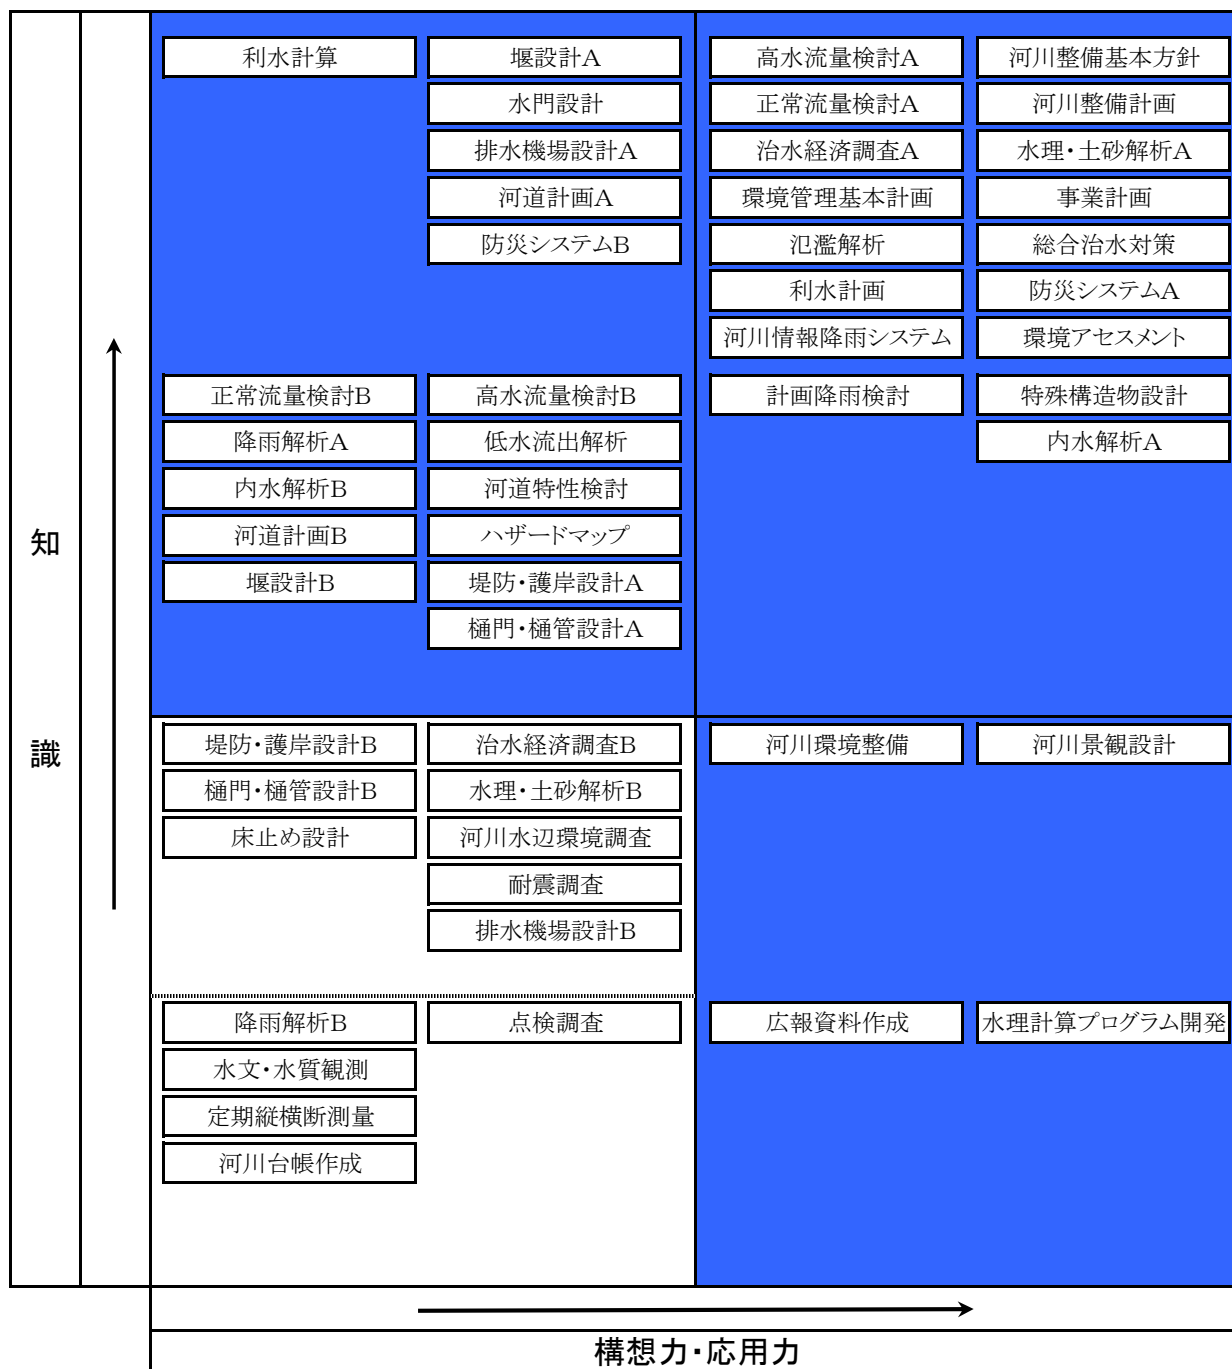 利水計算
堰設計A
高水流量検討A
河川整備基本方針
水門設計
正常流量検討A
河川整備計画
排水機場設計A
治水経済調査A
水理・土砂解析A
河道計画A
環境管理基本計画
事業計画
防災システムB
氾濫解析
総合治水対策
利水計画
防災システムA
河川情報降雨システム
環境アセスメント
正常流量検討B
高水流量検討B
計画降雨検討
特殊構造物設計
降雨解析A
低水流出解析
内水解析A
内水解析B
河道特性検討
河道計画B
ハザードマップ
堰設計B
堤防・護岸設計A
樋門・樋管設計A
知
識
堤防・護岸設計B
治水経済調査B
河川環境整備
河川景観設計
樋門・樋管設計B
水理・土砂解析B
床止め設計
河川水辺環境調査
耐震調査
排水機場設計B
降雨解析B
点検調査
広報資料作成
水理計算プログラム開発
水文・水質観測
定期縦横断測量
河川台帳作成
構想力・応用力